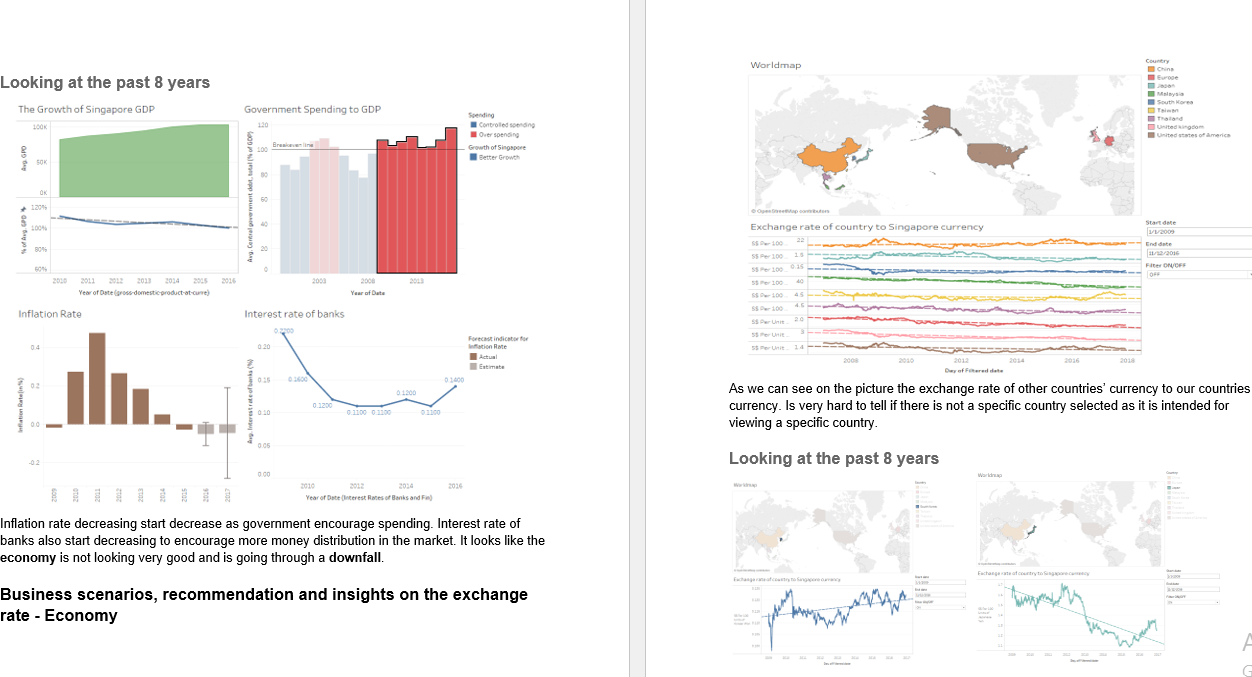 Looking at the past 8 years
The Growth of Singapore GDP
Government Spending to GDP
Spending
Controlled spending
Over spending
Growth of Singapore
Better Growth
100K
50K
0K
Avg. GPD
120%
100%
80%
60%
% of Avg. GPD %
2010 2011 2012 2013 2014 2015 2016
Year of Date (gross-domestic-product-at-curre)
120
100
80
60
40
20
0
Avg. Central government debt, total (% of GDP)
Breakeven line
2003 2008 2013
Year of Date
Inflation Rate
0.4
0.2
0.0
-0.2
Inflation Rate(in %)
2009 2010 2011 2012 2013 2014 2015 2016 2017
Interest rate of banks
0.20
0.15
0.10
0.05
0.00
Avg. Interest rate of banks (%)
0.2200
0.1600
0.1200
0.1100 0.1100
0.1200
0.1100
0.1400
2010 2012 2014 2016
Year of Date (Interest Rates of Banks and Fin)
Forecast indicator for
Inflation Rate
Actual
Estimate
Inflation rate decreasing start decrease as government encourage spending. Interest rate of
banks also start decreasing to encourage more money distribution in the market. It looks like the
economy is not looking very good and is going through a downfall.
Business scenarios, recommendation and insights on the exchange
rate - Economy
Worldmap
© OpenStreetMap contributors
Country
China
Europe
Japan
Malaysia
South Korea
Taiwan
Thailand
United kingdom
United states of America
Exchange rate of country to Singapore currency
S$ Per 100... 22
S$ Per 100... 1.5
S$ Per 100... 0.15
S$ Per 100... 40
S$ Per 100... 4.5
S$ Per 100... 4.5
S$ Per Unit... 2.0
S$ Per Unit... 3
S$ Per Unit... 1.4
2008 2010 2012 2014 2016 2018
Day of Filtered date
Start date
1/1/2009
End date
11/12/2016
Filter ON/OFF
OFF
As we can see on the picture the exchange rate of other countries' currency to our countries
currency. Is very hard to tell if there is not a specific country selected as it is intended for
viewing a specific country.
Looking at the past 8 years
Worldmap
Exchange rate of country to Singapore currency
Worldmap
Exchange rate of country to Singapore currency